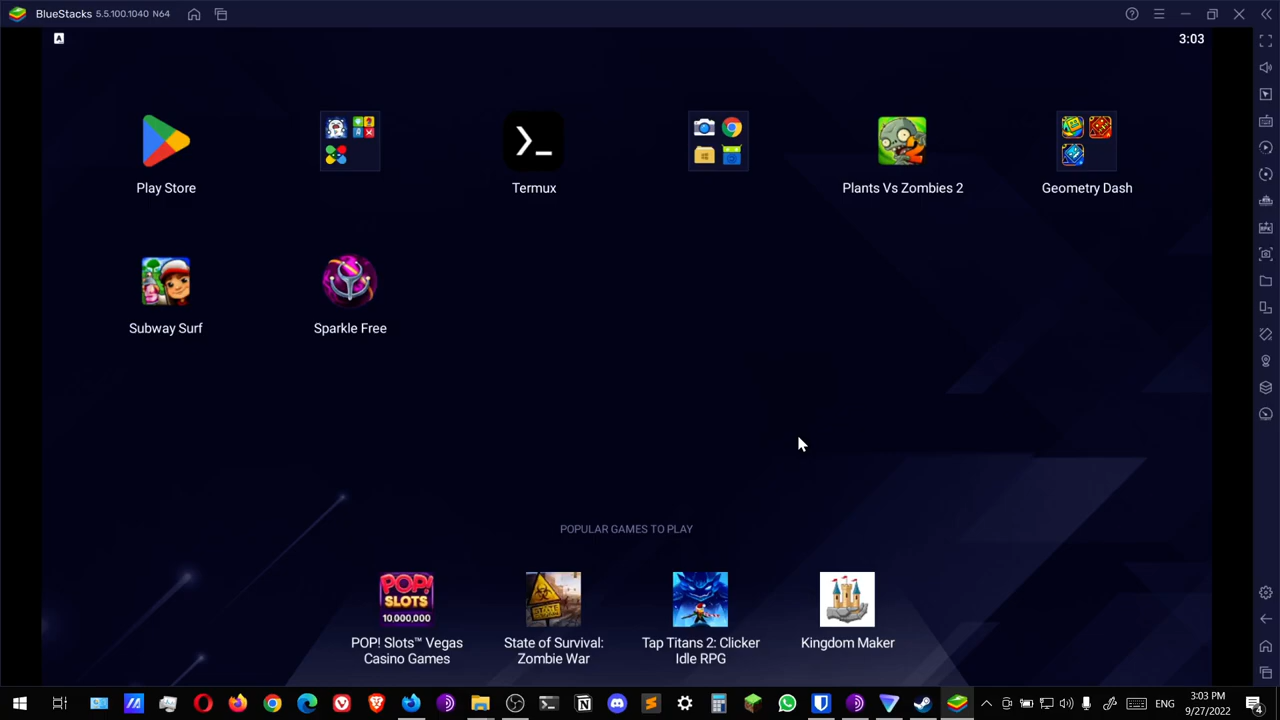 BlueStacks 5.5.100.1040 N64
3:03
Play Store
Termux
Plants Vs Zombies 2
Geometry Dash
Subway Surf
Sparkle Free
POPULAR GAMES TO PLAY
POP!
SLOTS
10,000,000
STATE
POP! Slots™ Vegas
Casino Games
State of Survival:
Zombie War
Tap Titans 2: Clicker
Idle RPG
Kingdom Maker
ENG
3:03 PM
9/27/2022
4